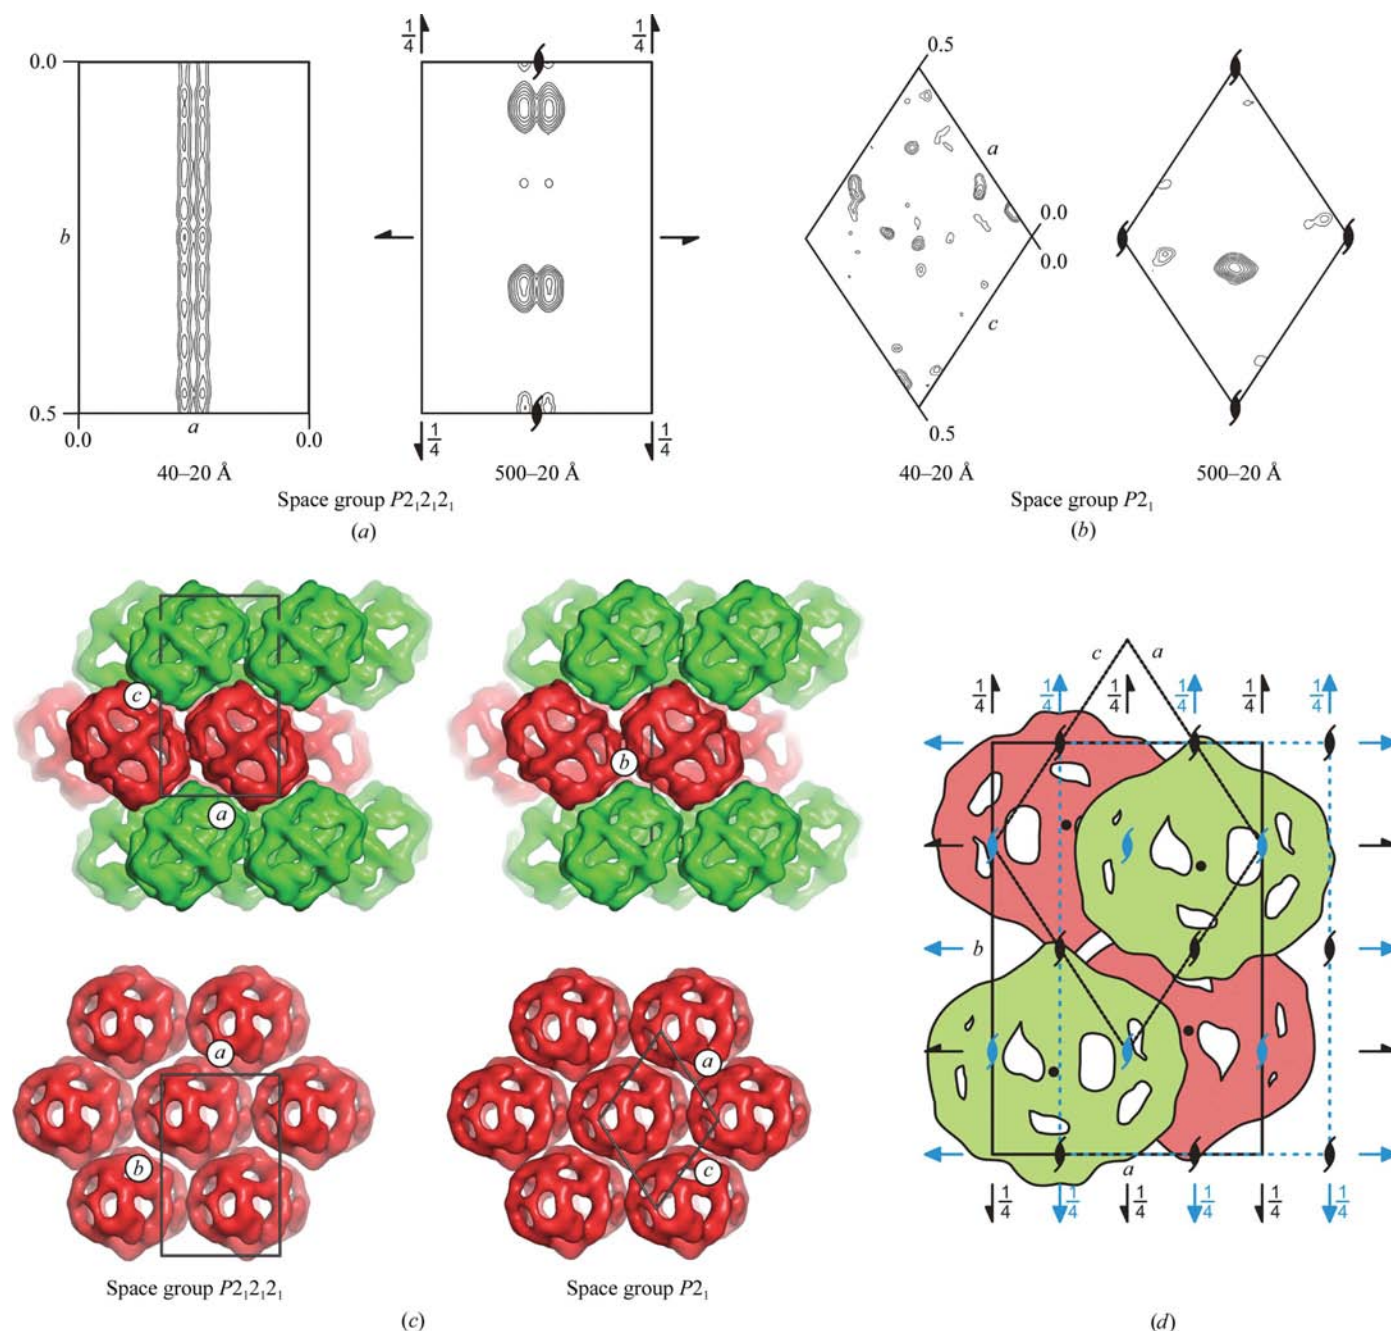 0.0
b
0.5
0.0
a
0.0
40–20 Å
1/4
1/4
1/4
1/4
500–20 Å
Space group P2₁2₁2₁
(a)
0.5
a
0.0
0.0
c
0.5
40–20 Å
500–20 Å
Space group P2₁
(b)
c
a
b
a
b
Space group P2₁2₁2₁
a
c
Space group P2₁
(c)
c
a
1/4
1/4
1/4
1/4
1/4
1/4
b
a
1/4
1/4
1/4
1/4
1/4
1/4
(d)